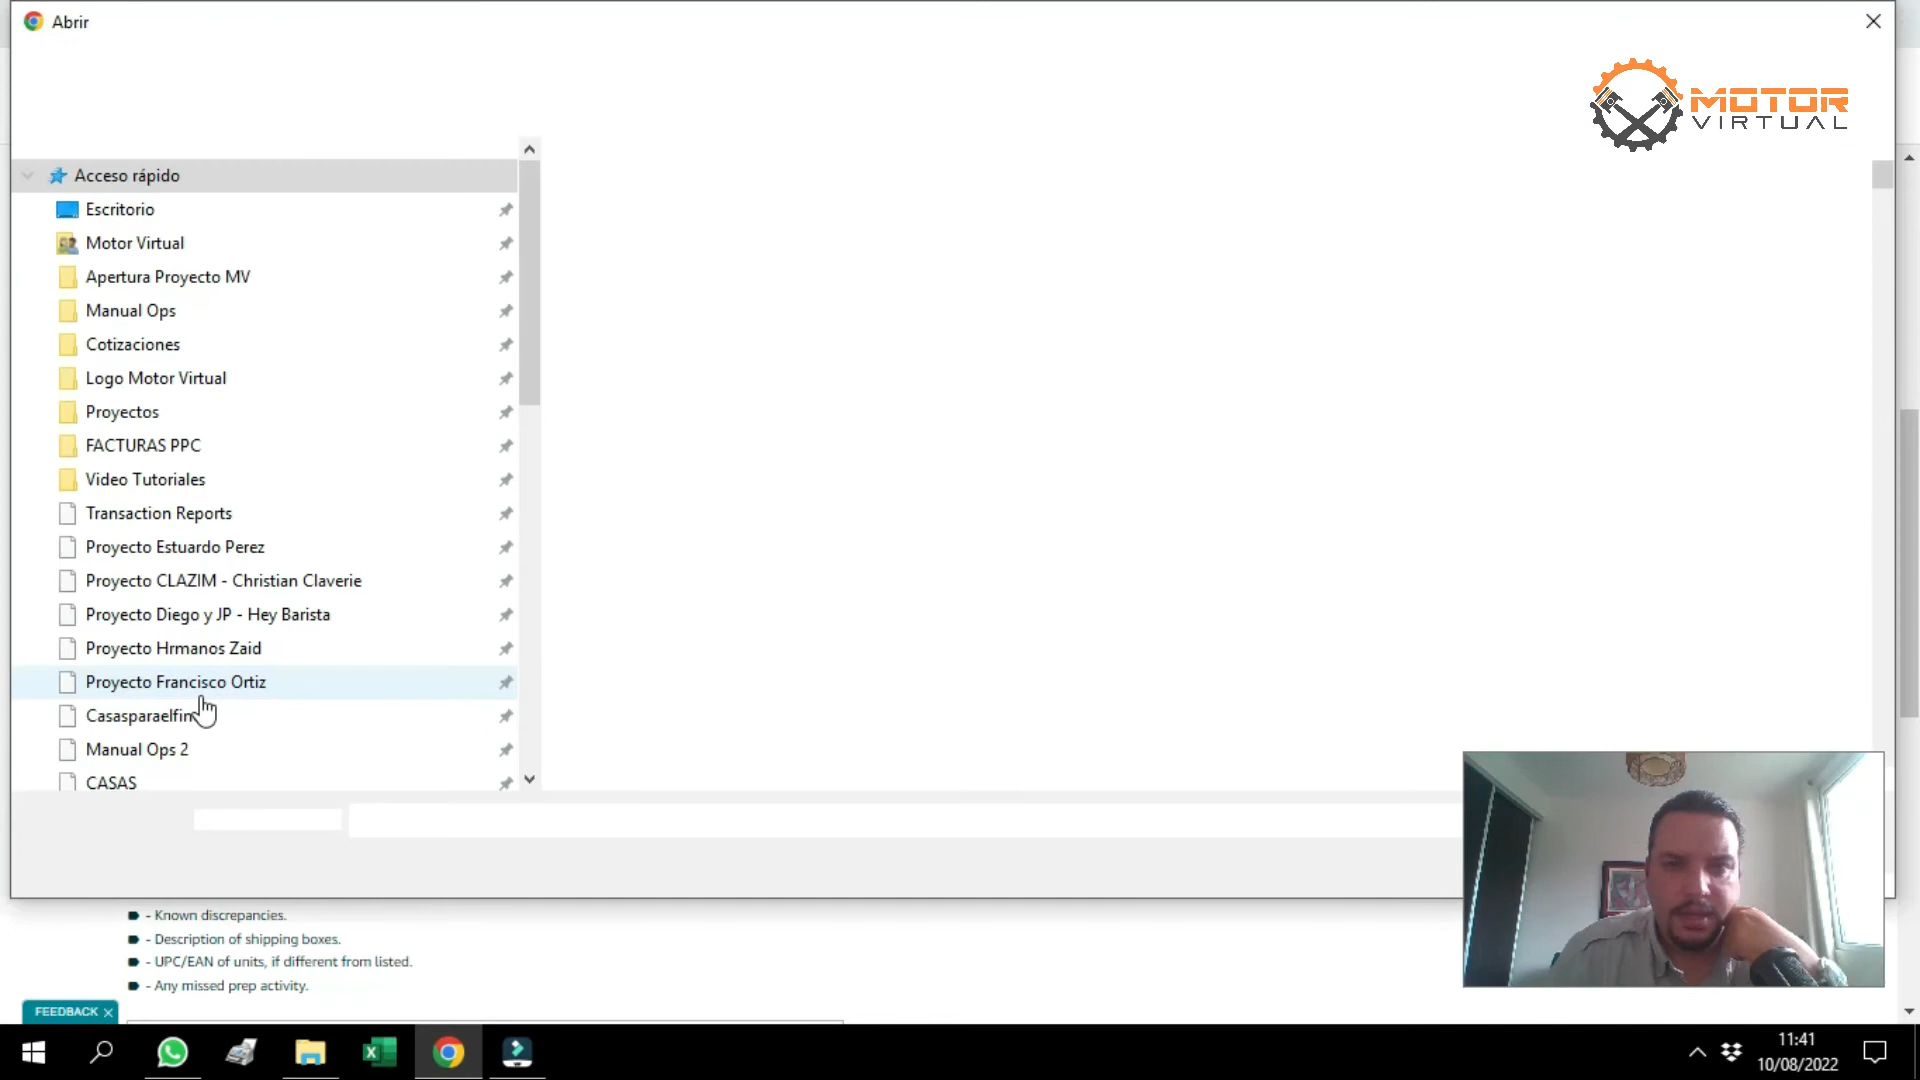 Abrir
MOTOR
VIRTUAL
Acceso rápido
Escritorio
Motor Virtual
Apertura Proyecto MV
Manual Ops
Cotizaciones
Logo Motor Virtual
Proyectos
FACTURAS PPC
Video Tutoriales
Transaction Reports
Proyecto Estuardo Perez
Proyecto CLAZIM - Christian Claverie
Proyecto Diego y JP - Hey Barista
Proyecto Hrmanos Zaid
Proyecto Francisco Ortiz
Casasparaelfin
Manual Ops 2
CASAS
- Known discrepancies.
- Description of shipping boxes.
- UPC/EAN of units, if different from listed.
- Any missed prep activity.
FEEDBACK
11:41
10/08/2022